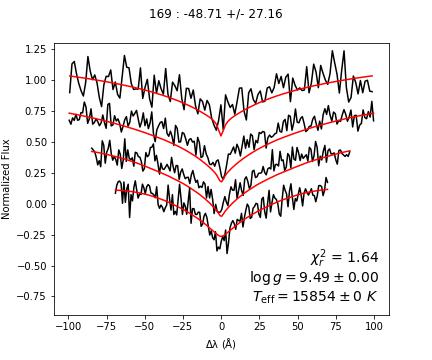 169 : -48.71 +/- 27.16
Normalized Flux
1.25
1.00
0.75
0.50
0.25
0.00
−0.25
−0.50
−0.75
χ²ᵣ = 1.64
log g = 9.49 ± 0.00
T_eff = 15854 ± 0 K
−100 −75 −50 −25 0 25 50 75 100
Δλ (Å)